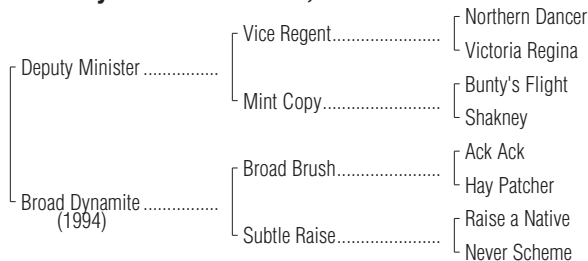 Northern Dancer
Vice Regent
Victoria Regina
Deputy Minister
Bunty's Flight
Mint Copy
Shakney
Ack Ack
Broad Brush
Hay Patcher
Broad Dynamite
(1994)
Raise a Native
Subtle Raise
Never Scheme